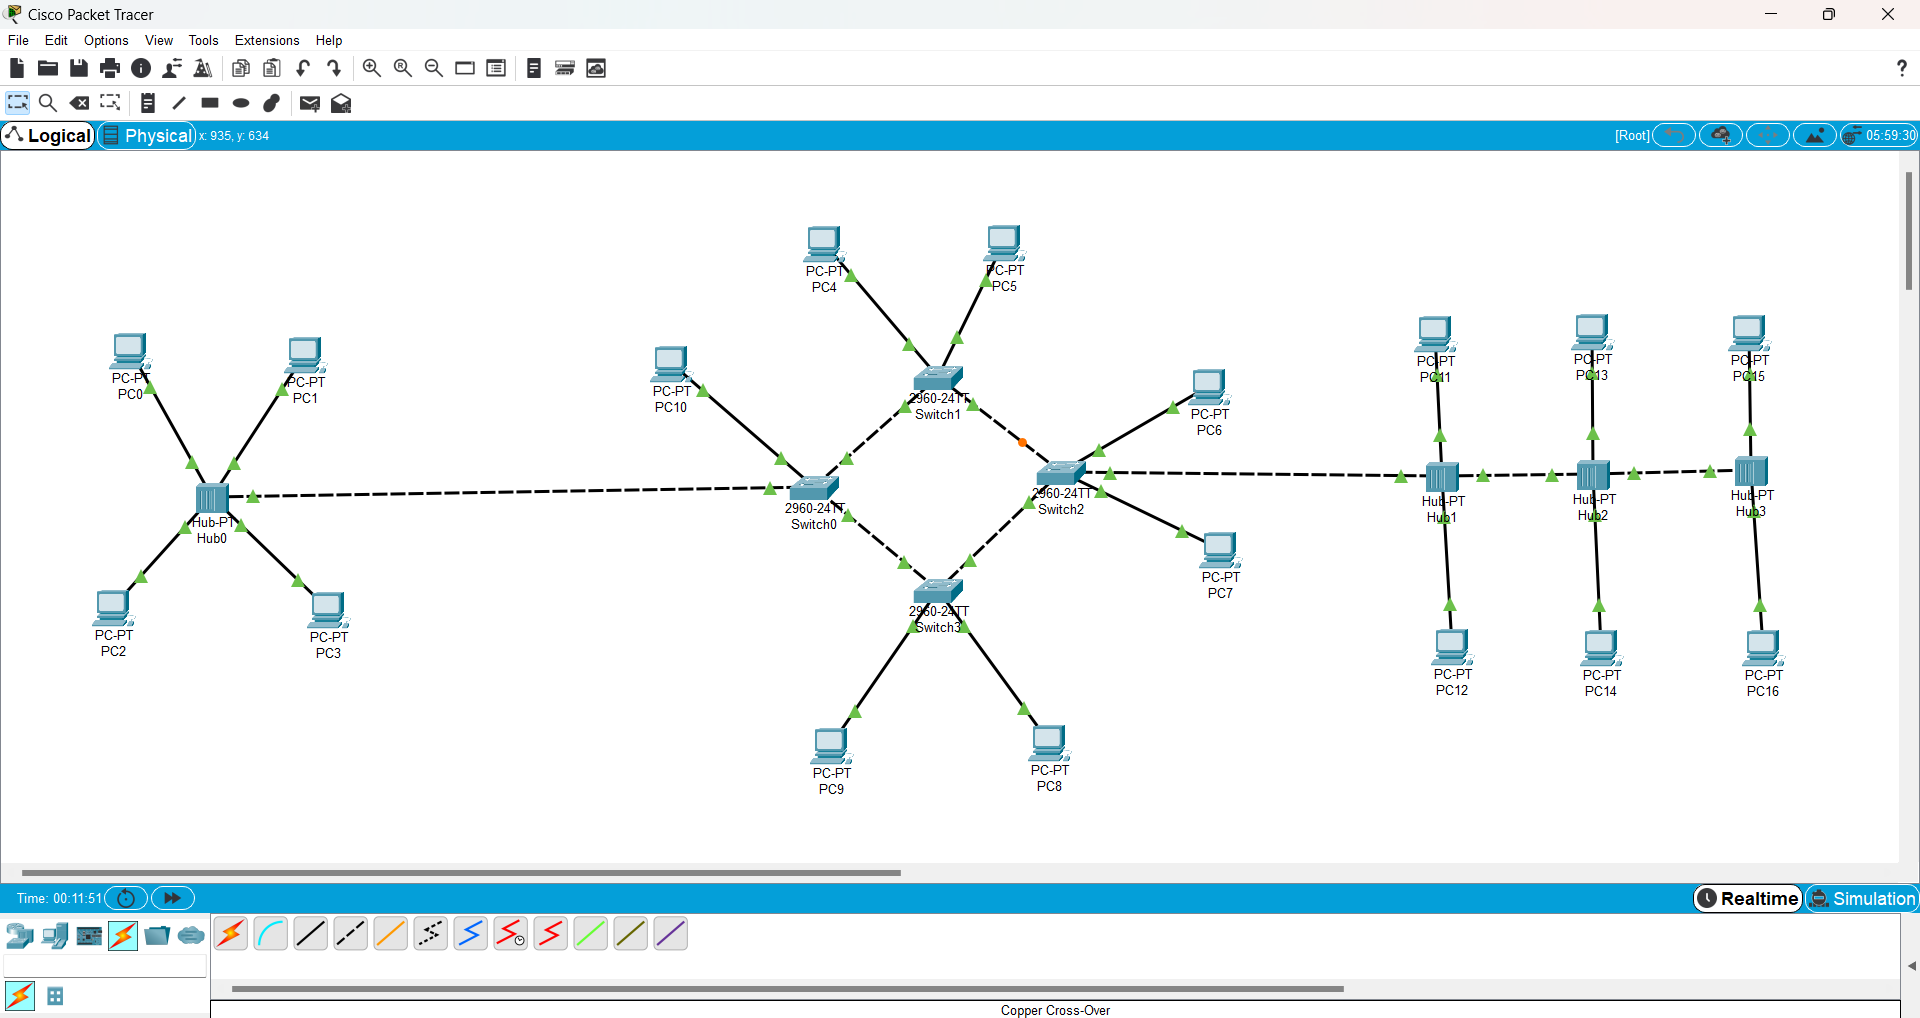 Cisco Packet Tracer
File Edit Options View Tools Extensions Help
?
Logical Physical x: 935, y: 634 [Root] 05:59:30
PC-PT
PC4
PC-PT
PC5
PC-PT
PC0
PC-PT
PC1
PC-PT
PC10
2960-24TT
Switch1
PC-PT
PC6
PC-PT
PC11
PC-PT
PC13
PC-PT
PC15
Hub-PT
Hub0
2960-24TT
Switch0
2960-24TT
Switch2
Hub-PT
Hub1
Hub-PT
Hub2
Hub-PT
Hub3
PC-PT
PC7
PC-PT
PC2
PC-PT
PC3
2960-24TT
Switch3
PC-PT
PC12
PC-PT
PC14
PC-PT
PC16
PC-PT
PC9
PC-PT
PC8
Time: 00:11:51 Realtime Simulation
Copper Cross-Over